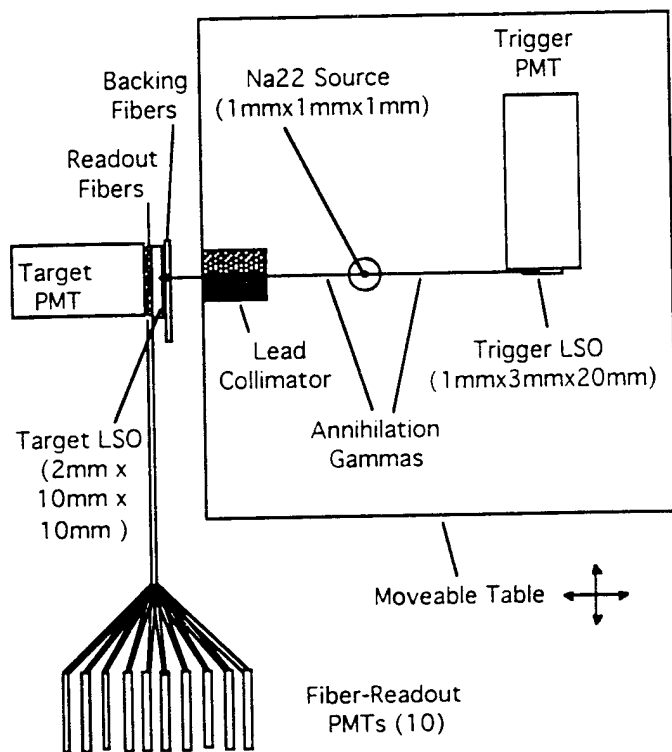 Trigger
PMT
Backing
Fibers
Na22 Source
(1mmx1mmx1mm)
Readout
Fibers
Target
PMT
Lead
Collimator
Trigger LSO
(1mmx3mmx20mm)
Annihilation
Gammas
Target LSO
(2mm x
10mm x
10mm )
Moveable Table
Fiber-Readout
PMTs (10)